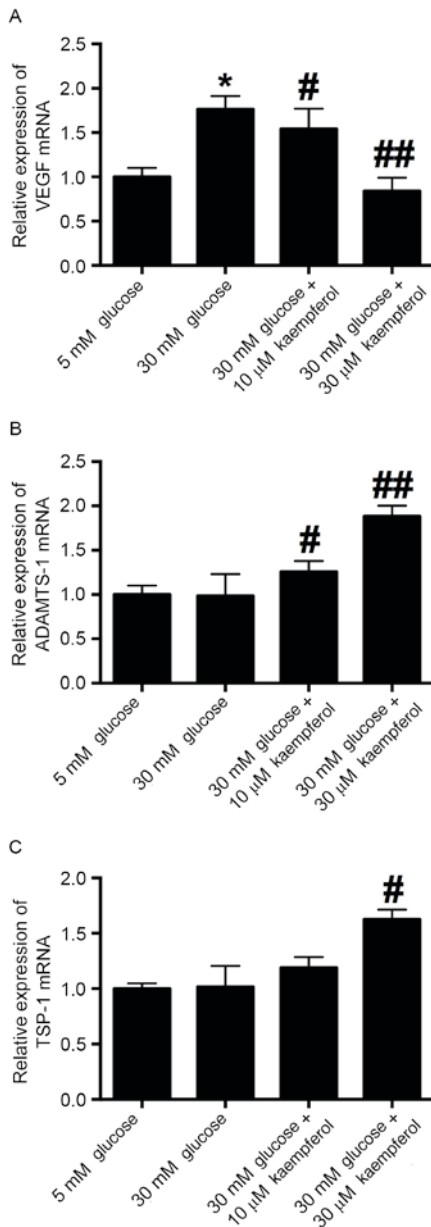 A
Relative expression of
VEGF mRNA
2.5
2.0
1.5
1.0
0.5
0.0
*
#
##
5 mM glucose
30 mM glucose
30 mM glucose +
10 μM kaempferol
30 mM glucose +
30 μM kaempferol
B
Relative expression of
ADAMTS-1 mRNA
2.5
2.0
1.5
1.0
0.5
0.0
#
##
5 mM glucose
30 mM glucose
30 mM glucose +
10 μM kaempferol
30 mM glucose +
30 μM kaempferol
C
Relative expression of
TSP-1 mRNA
2.0
1.5
1.0
0.5
0.0
#
5 mM glucose
30 mM glucose
30 mM glucose +
10 μM kaempferol
30 mM glucose +
30 μM kaempferol